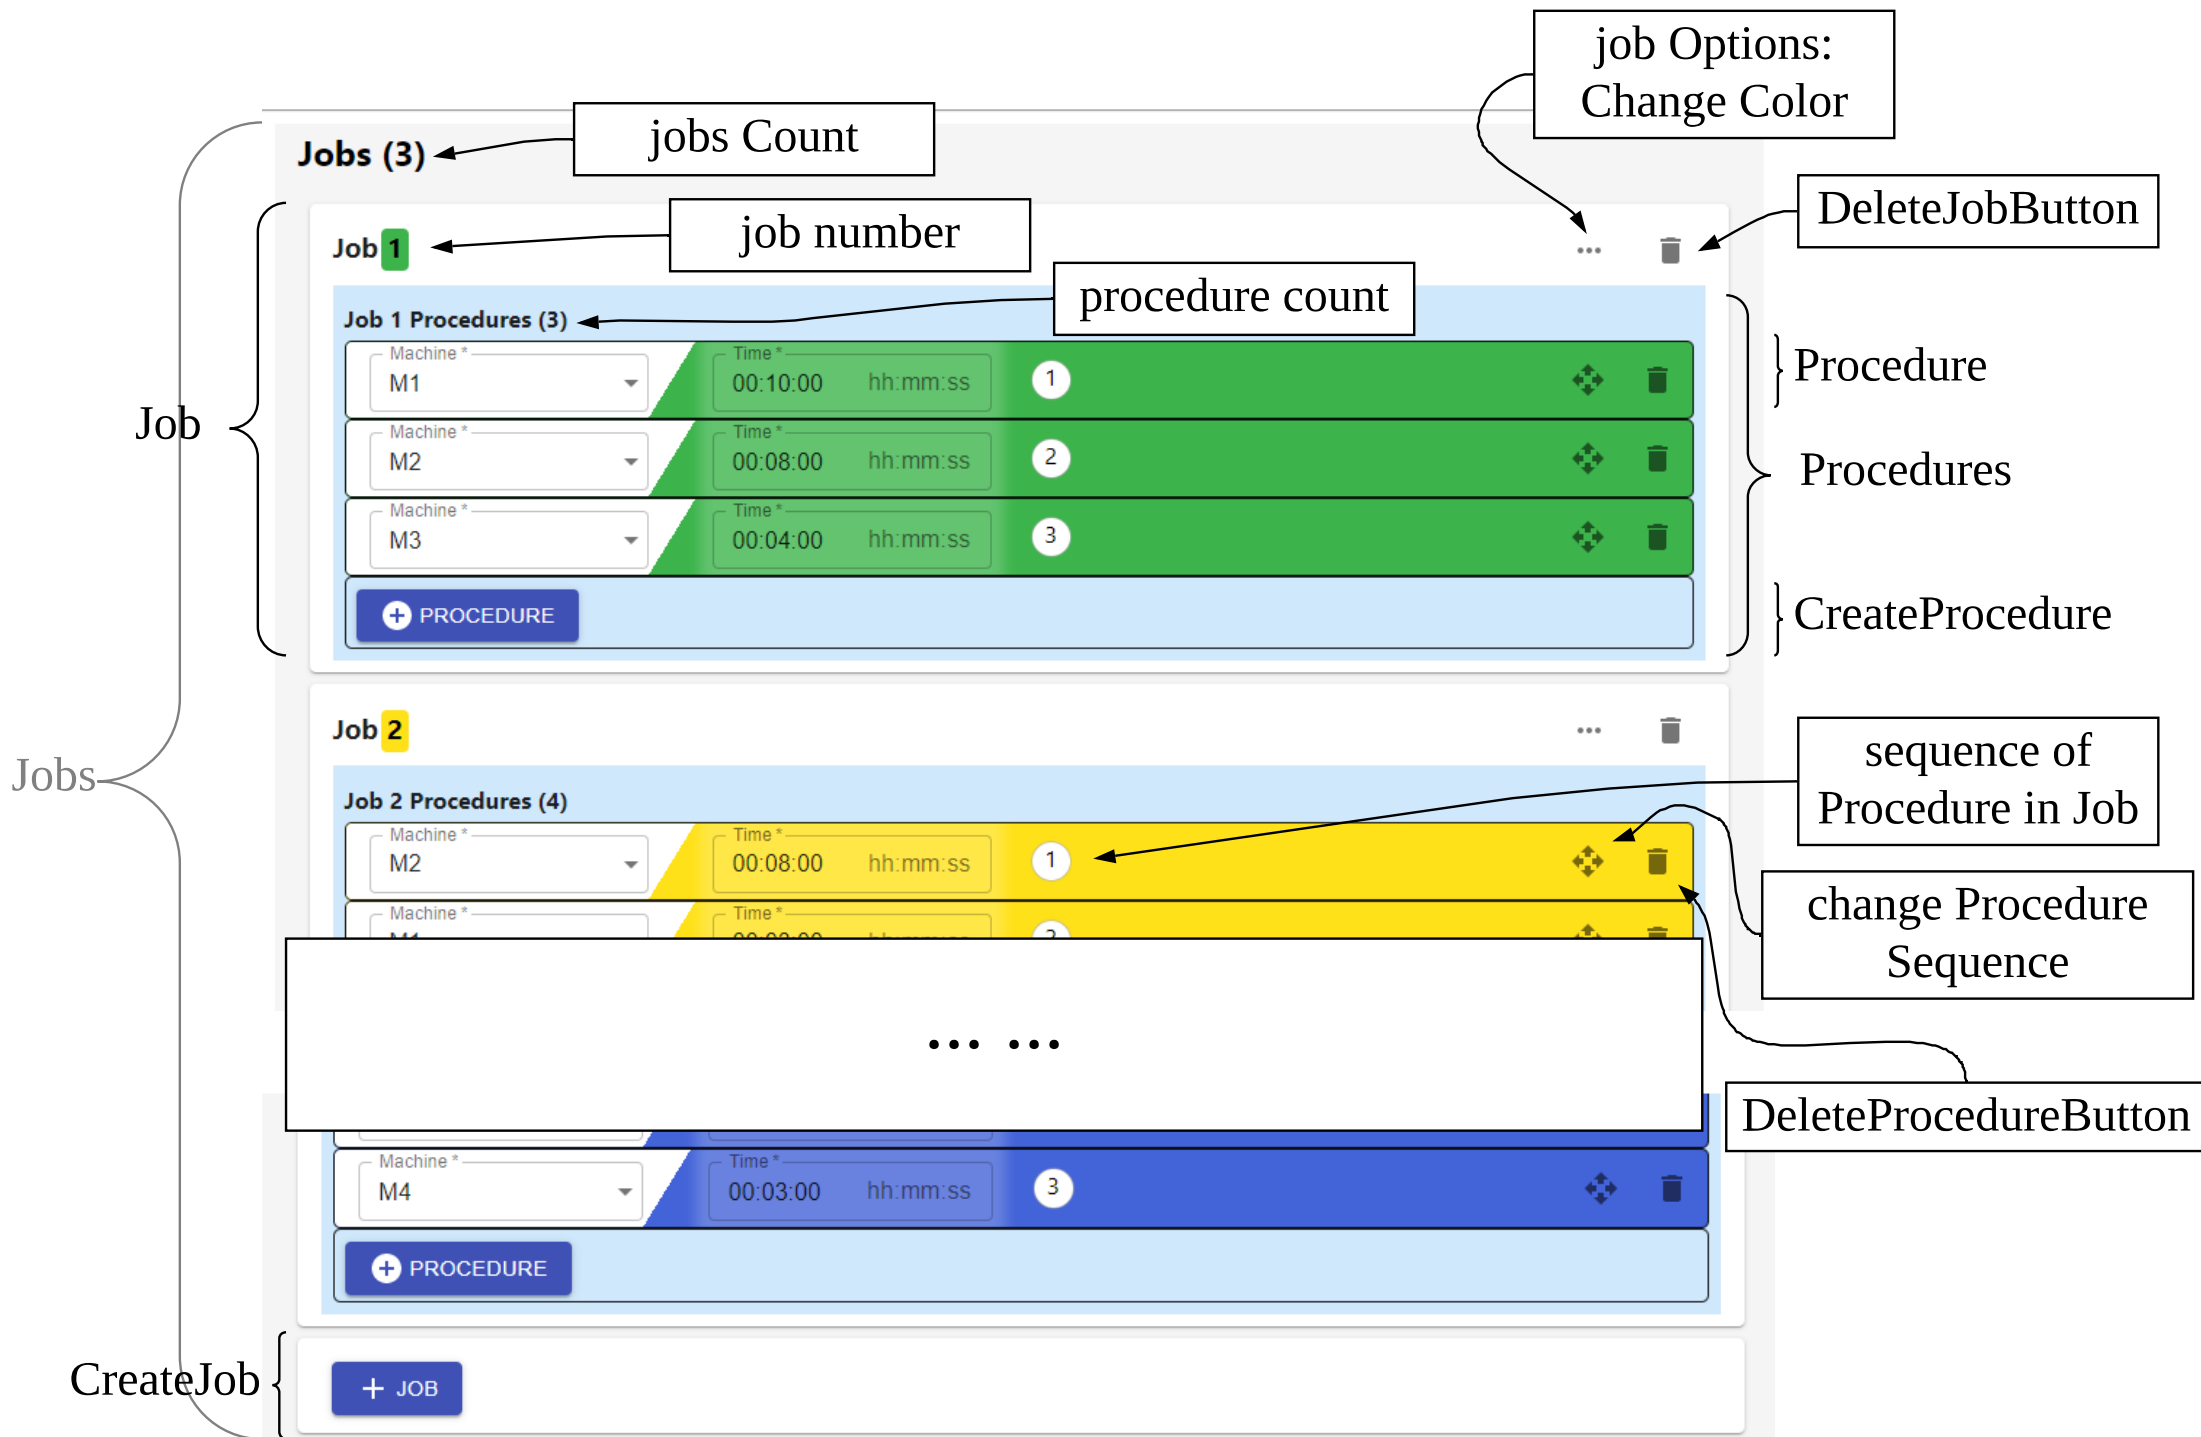 job Options:
Change Color
jobs Count
Jobs (3)
DeleteJobButton
job number
Job 1
procedure count
Job 1 Procedures (3)
Procedure
Machine *
M1
Time *
00:10:00 hh:mm:ss
1
Job
Machine *
M2
Time *
00:08:00 hh:mm:ss
2
Procedures
Machine *
M3
Time *
00:04:00 hh:mm:ss
3
PROCEDURE
CreateProcedure
Job 2
sequence of
Procedure in Job
Jobs
Job 2 Procedures (4)
Machine *
M2
Time *
00:08:00 hh:mm:ss
1
change Procedure
Sequence
Machine *
Time *
... ...
DeleteProcedureButton
Machine *
M4
Time *
00:03:00 hh:mm:ss
3
PROCEDURE
CreateJob
JOB